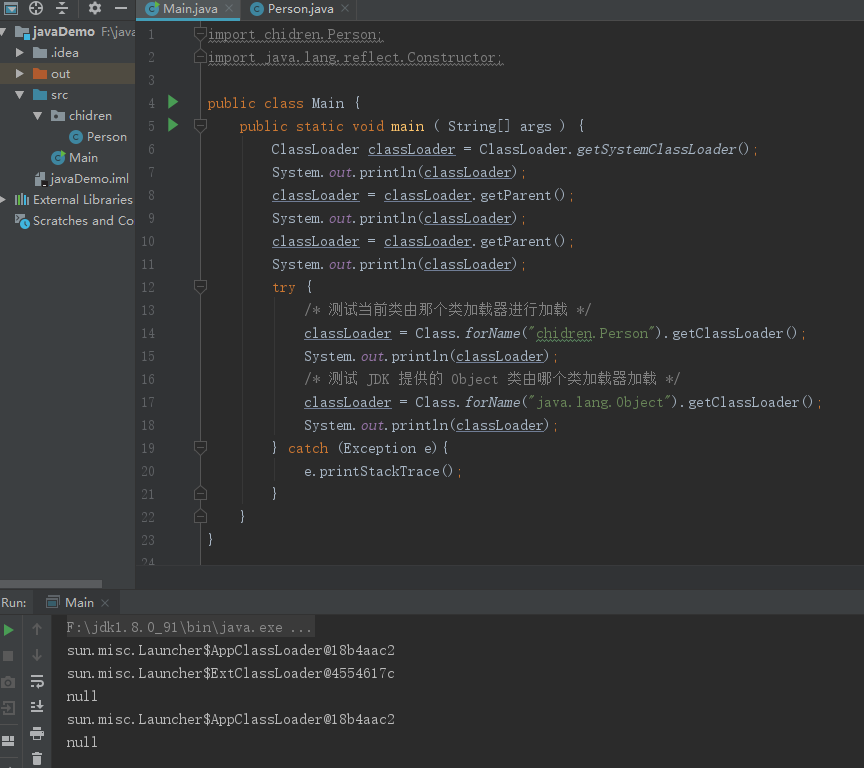 Main.java
Person.java
javaDemo F:\java
.idea
out
src
chidren
Person
Main
javaDemo.iml
External Libraries
Scratches and Co
1 import chidren.Person;
2 import java.lang.reflect.Constructor;
3
4 public class Main {
5 public static void main ( String[] args ) {
6 ClassLoader classLoader = ClassLoader.getSystemClassLoader();
7 System.out.println(classLoader);
8 classLoader = classLoader.getParent();
9 System.out.println(classLoader);
10 classLoader = classLoader.getParent();
11 System.out.println(classLoader);
12 try {
13 /* 测试当前类由那个类加载器进行加载 */
14 classLoader = Class.forName("chidren.Person").getClassLoader();
15 System.out.println(classLoader);
16 /* 测试 JDK 提供的 Object 类由哪个类加载器加载 */
17 classLoader = Class.forName("java.lang.Object").getClassLoader();
18 System.out.println(classLoader);
19 } catch (Exception e){
20 e.printStackTrace();
21 }
22 }
23 }
24
Run: Main
F:\jdk1.8.0_91\bin\java.exe ...
sun.misc.Launcher$AppClassLoader@18b4aac2
sun.misc.Launcher$ExtClassLoader@4554617c
null
sun.misc.Launcher$AppClassLoader@18b4aac2
null